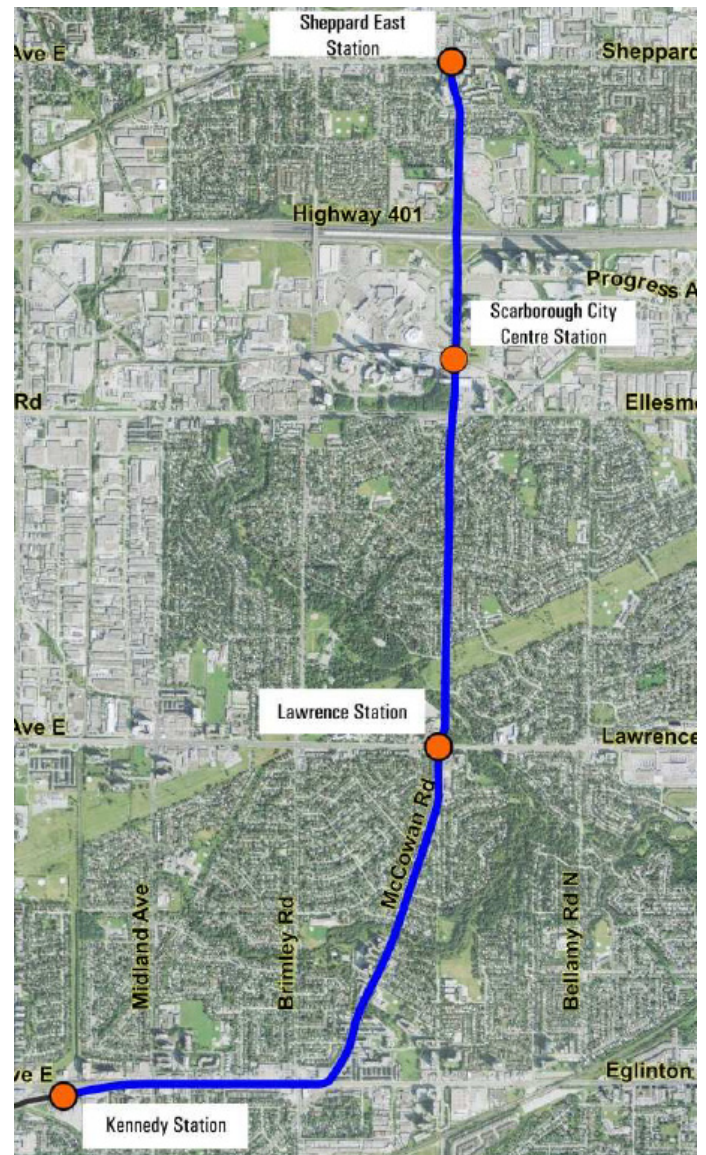 Sheppard East
Station
Ave E
Sheppard
Highway 401
Progress A
Scarborough City
Centre Station
Rd
Ellesme
Lawrence Station
Ave E
Lawrence
McCowan Rd
Midland Ave
Brimley Rd
Bellamy Rd N
ve E
Eglinton
Kennedy Station